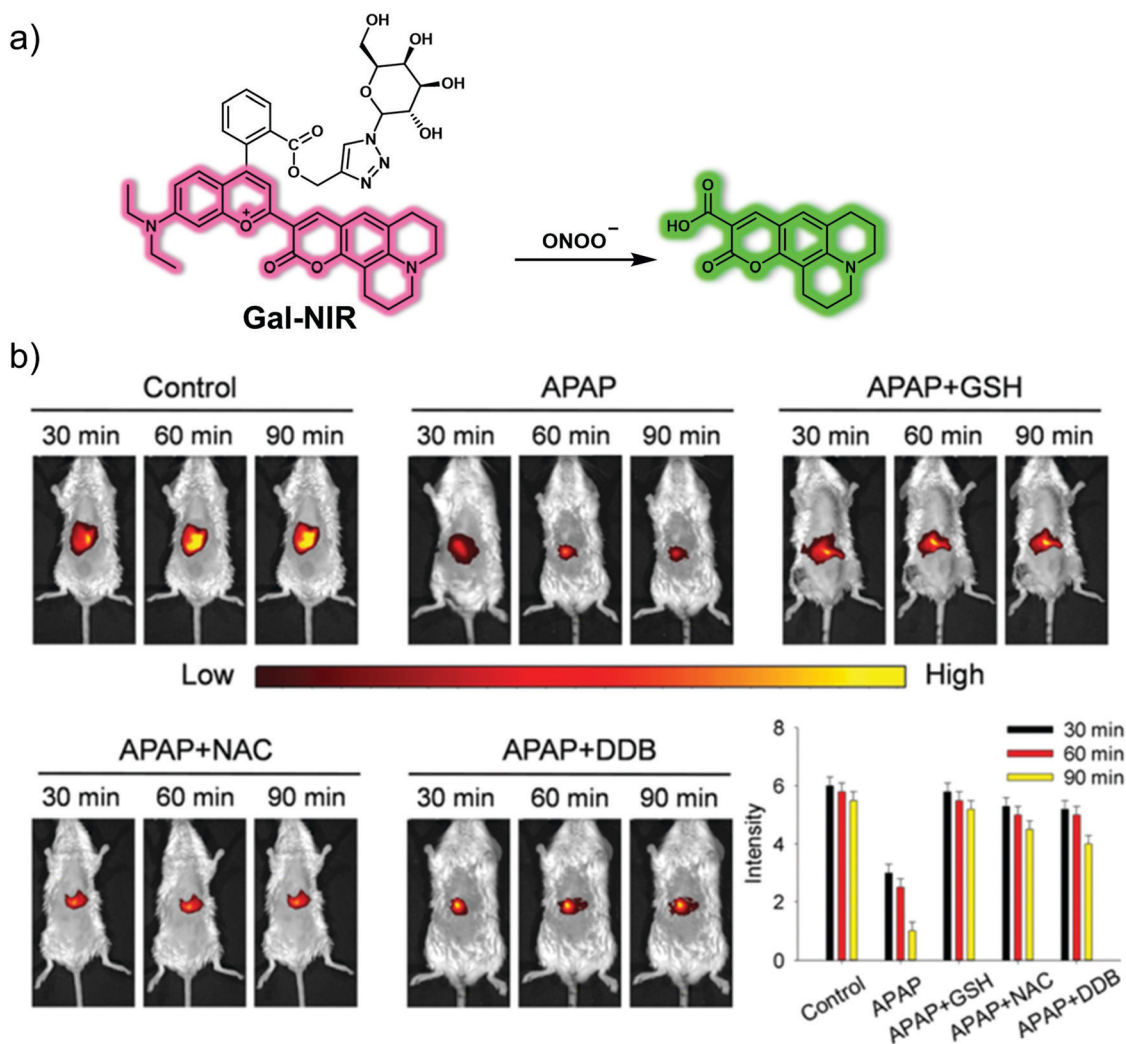 a)
OH
OH
O
OH
OH
O
C
O
N
N
N
N
O
+
O
O
N
Gal-NIR
ONOO−
O
HO
O
O
N
b)
Control
30 min 60 min 90 min
APAP
30 min 60 min 90 min
APAP+GSH
30 min 60 min 90 min
Low High
APAP+NAC
30 min 60 min 90 min
APAP+DDB
30 min 60 min 90 min
30 min
60 min
90 min
8
6
4
2
0
Intensity
Control
APAP
APAP+GSH
APAP+NAC
APAP+DDB